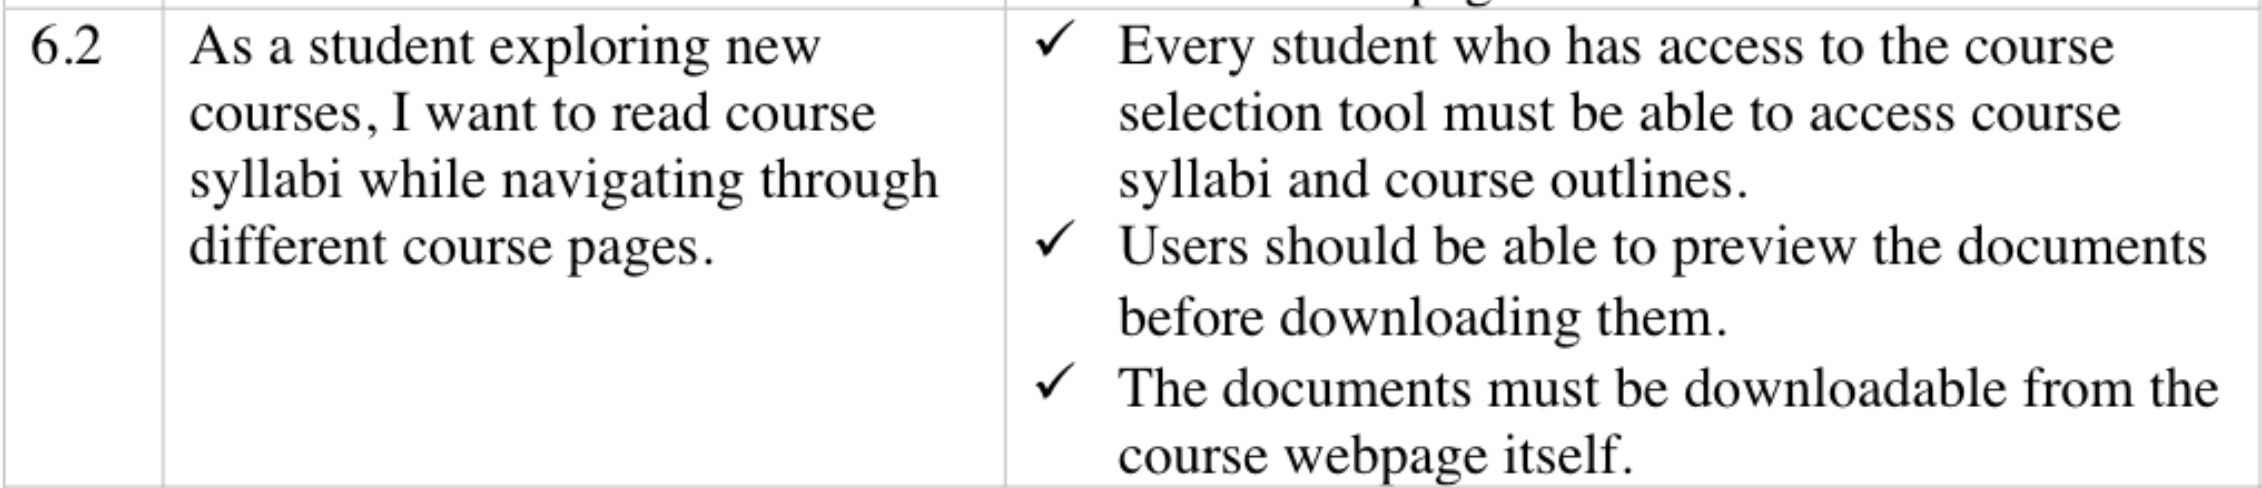 6.2
As a student exploring new
courses, I want to read course
syllabi while navigating through
different course pages.
✓ Every student who has access to the course
selection tool must be able to access course
syllabi and course outlines.
✓ Users should be able to preview the documents
before downloading them.
✓ The documents must be downloadable from the
course webpage itself.